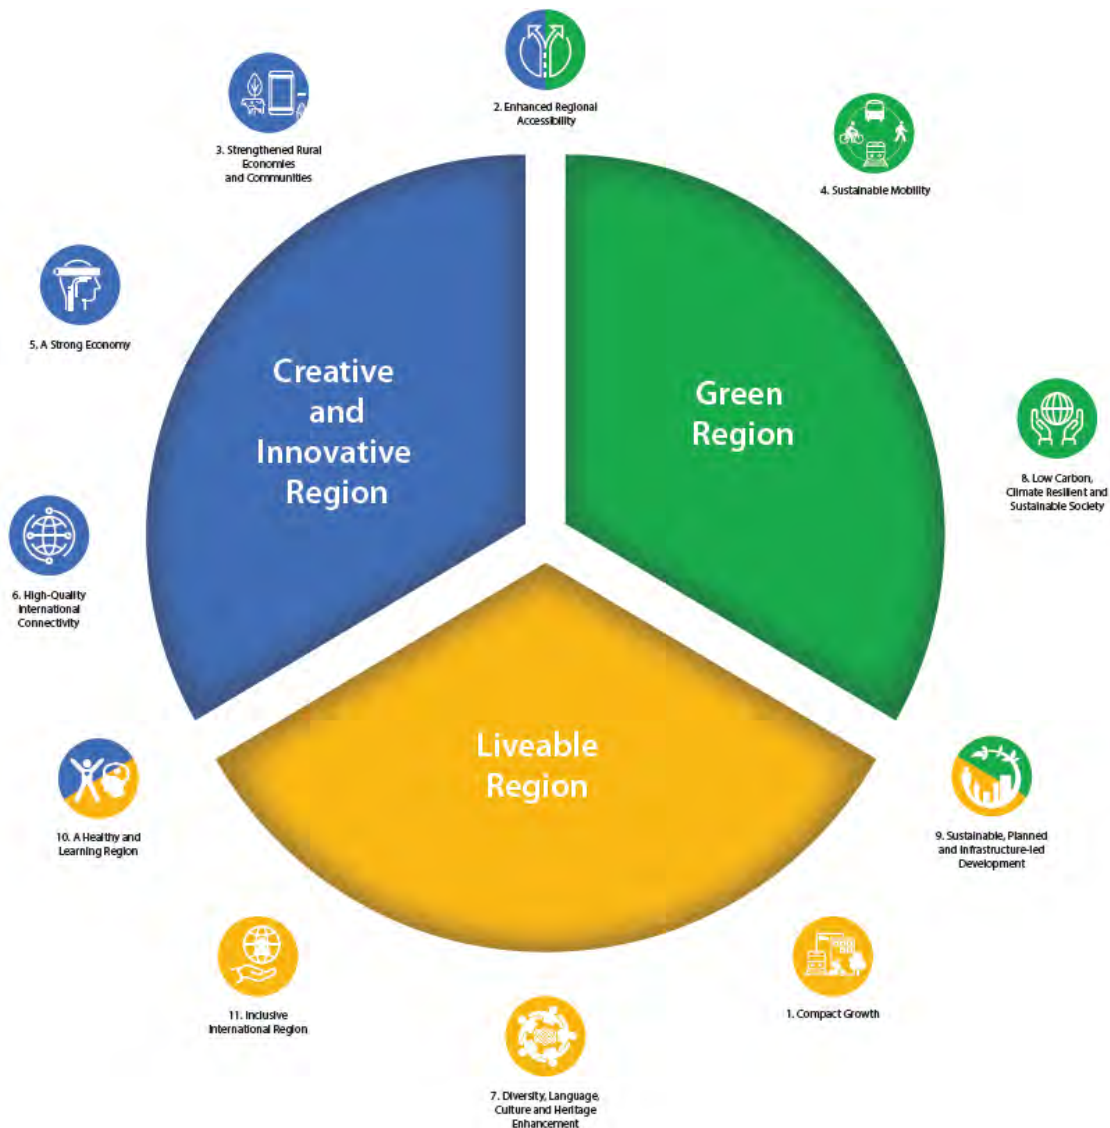 2. Enhanced Regional
Accessibility
3. Strengthened Rural
Economies
and Communities
4. Sustainable Mobility
5. A Strong Economy
Creative
and
Innovative
Region
Green
Region
8. Low Carbon,
Climate Resilient and
Sustainable Society
6. High-Quality
International
Connectivity
Liveable
Region
10. A Healthy and
Learning Region
9. Sustainable, Planned
and Infrastructure-led
Development
11. Inclusive
International Region
1. Compact Growth
7. Diversity, Language,
Culture and Heritage
Enhancement